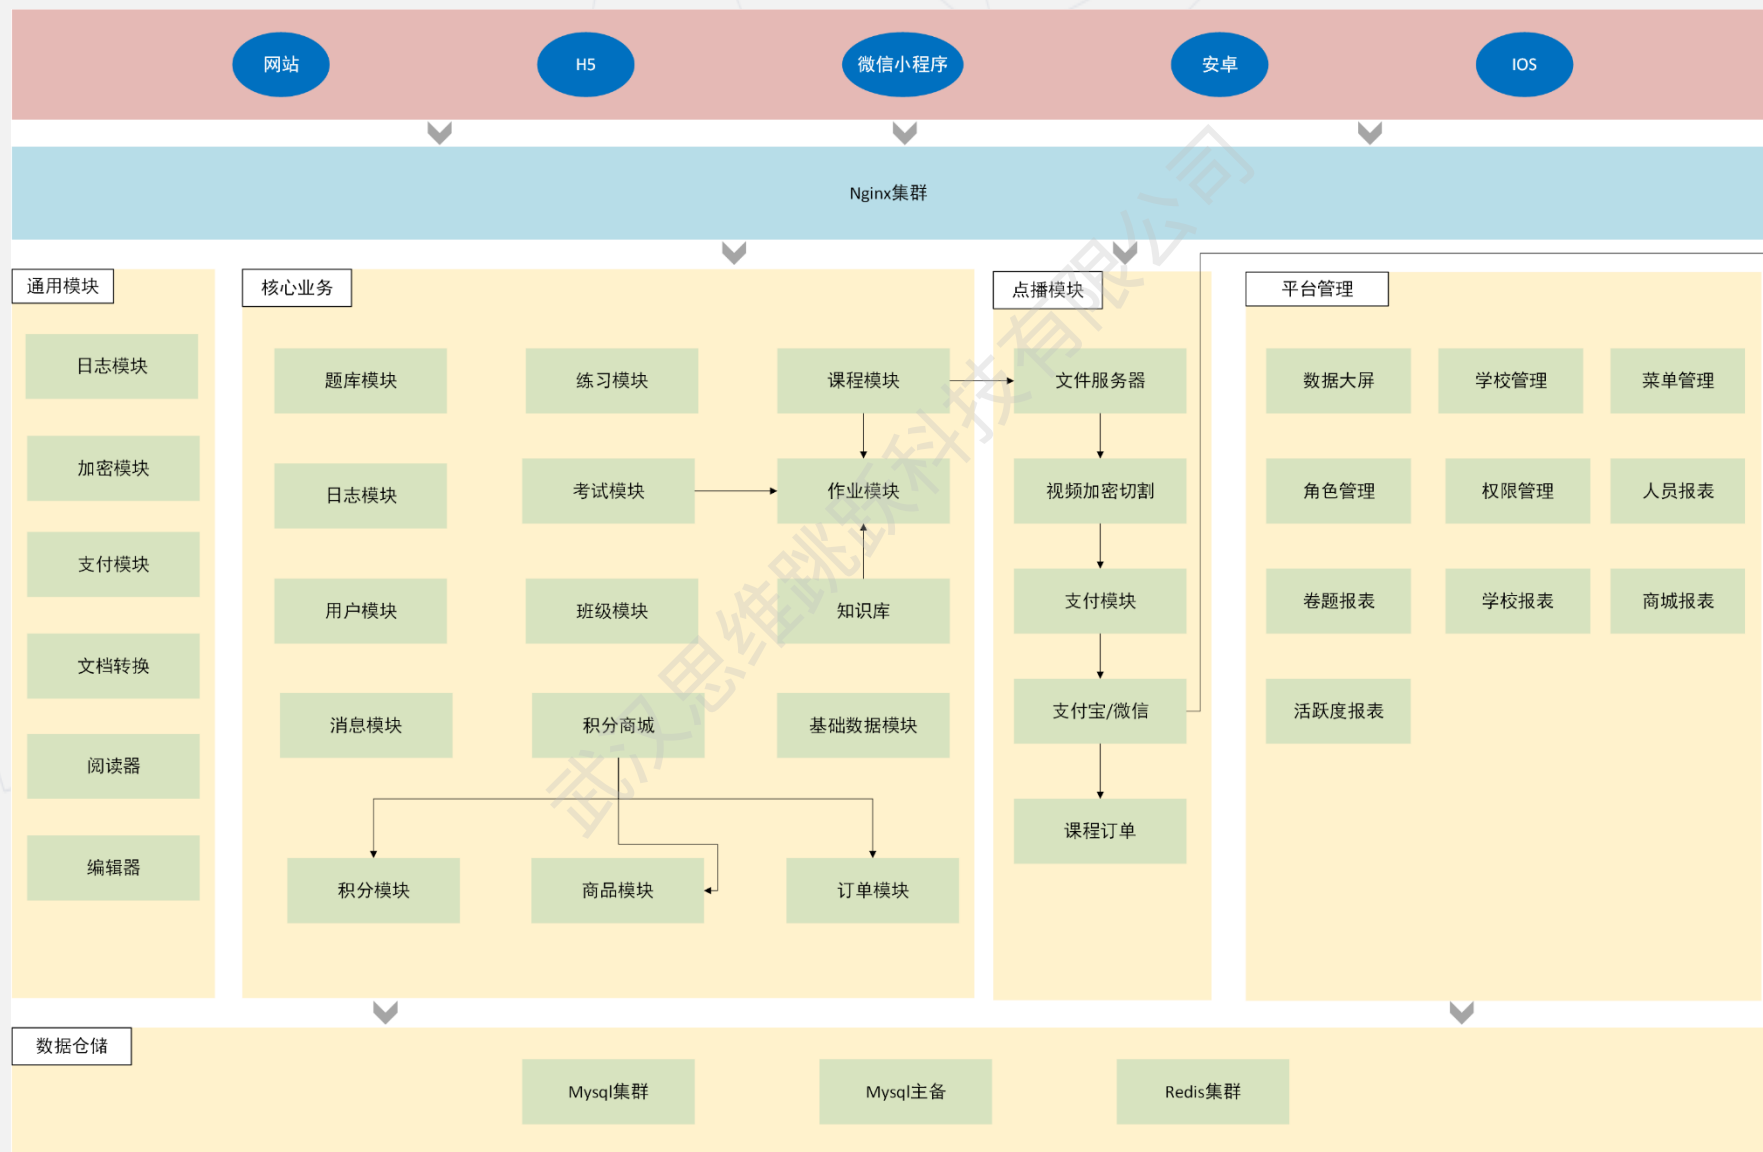 网站
H5
微信小程序
安卓
IOS
Nginx集群
通用模块
日志模块
加密模块
支付模块
文档转换
阅读器
编辑器
核心业务
题库模块
练习模块
课程模块
日志模块
考试模块
作业模块
用户模块
班级模块
知识库
消息模块
积分商城
基础数据模块
积分模块
商品模块
订单模块
点播模块
文件服务器
视频加密切割
支付模块
支付宝/微信
课程订单
平台管理
数据大屏
学校管理
菜单管理
角色管理
权限管理
人员报表
卷题报表
学校报表
商城报表
活跃度报表
数据仓储
Mysql集群
Mysql主备
Redis集群
武汉思维跳跃科技有限公司